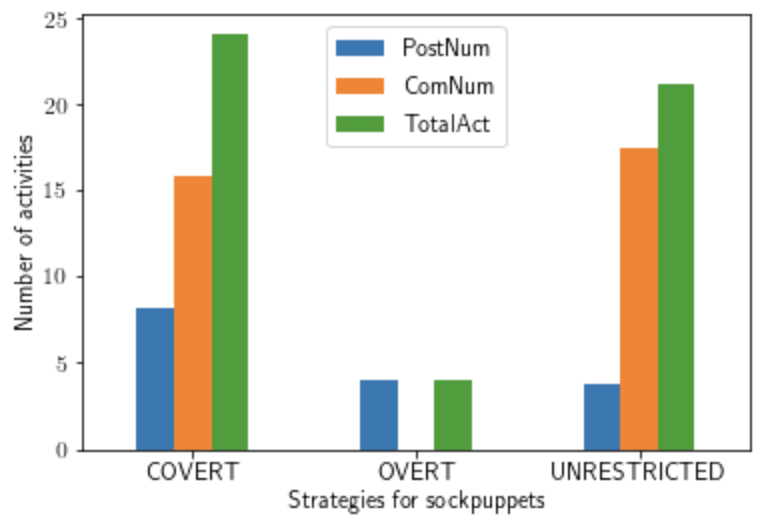 25
20
15
10
5
0
Number of activities
PostNum
ComNum
TotalAct
COVERT OVERT UNRESTRICTED
Strategies for sockpuppets